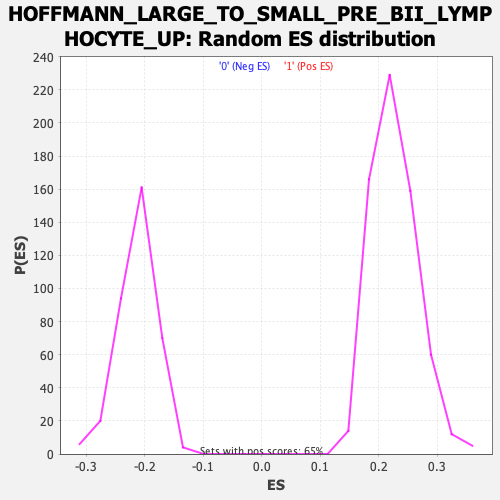 HOFFMANN_LARGE_TO_SMALL_PRE_BII_LYMP
HOCYTE_UP: Random ES distribution
'0' (Neg ES) '1' (Pos ES)
240
220
200
180
160
140
120
100
80
60
40
20
0
P(ES)
Sets with pos scores: 65%
-0.3 -0.2 -0.1 0.0 0.1 0.2 0.3
ES